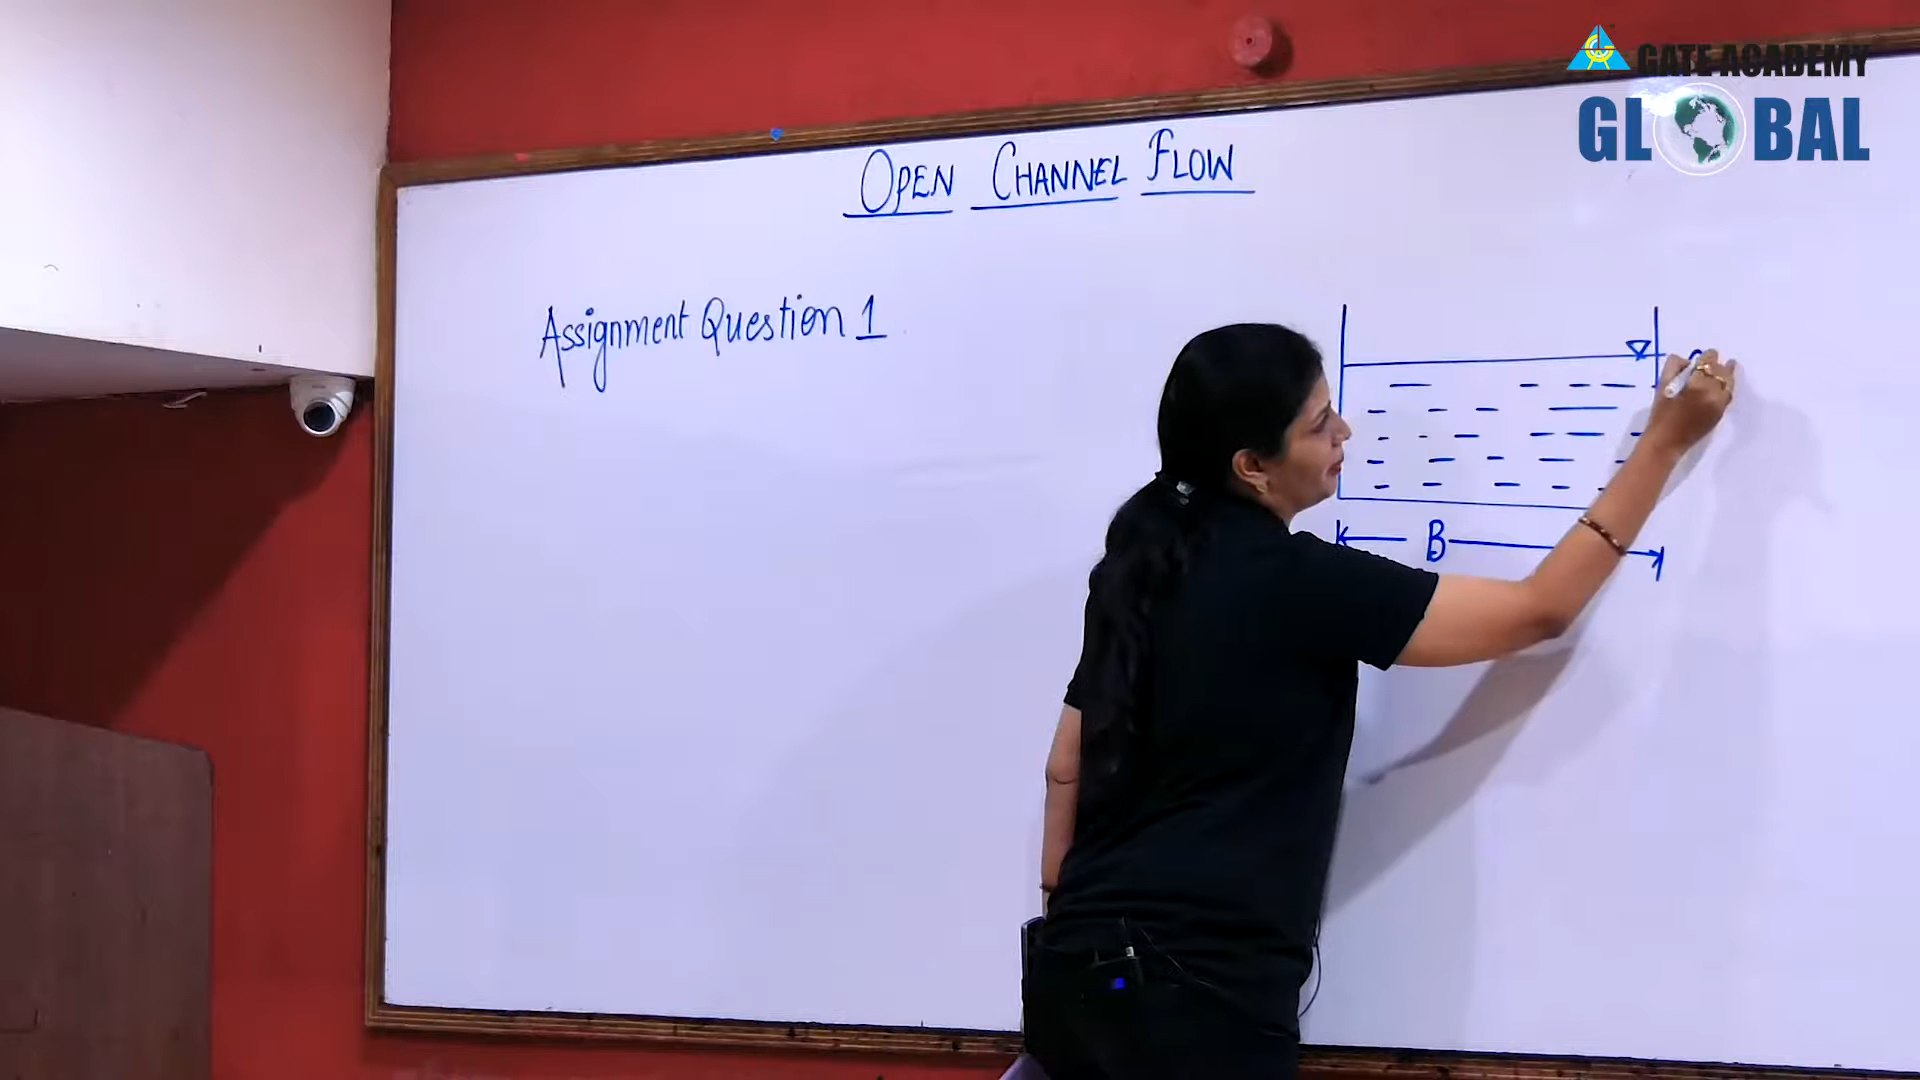 GATE ACADEMY
GLOBAL
OPEN CHANNEL FLOW
Assignment Question 1
B